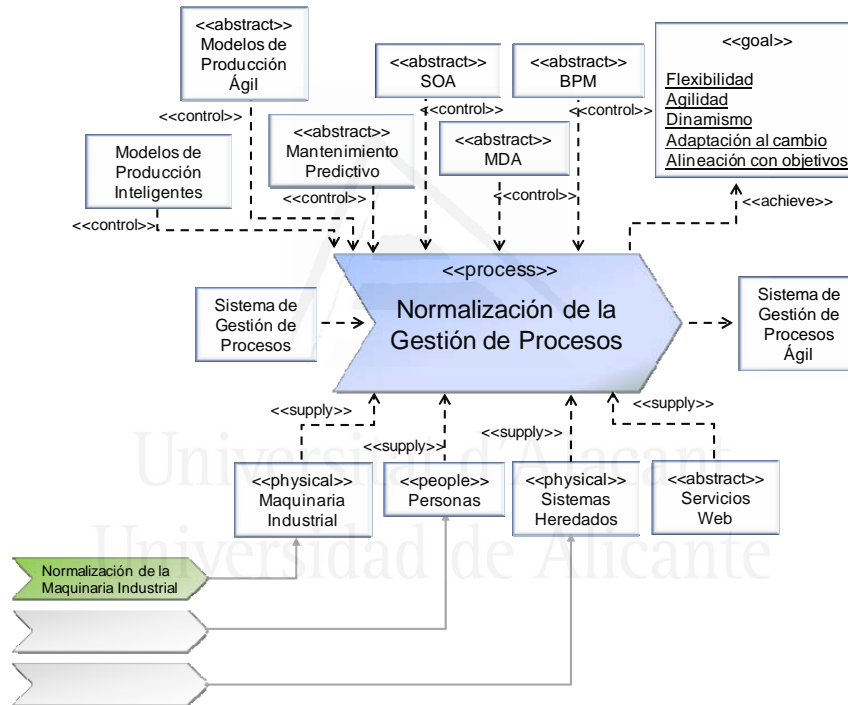 <<abstract>>
Modelos de
Producción
Ágil
<<control>>
Modelos de
Producción
Inteligentes
<<control>>
<<abstract>>
Mantenimiento
Predictivo
<<control>>
<<abstract>>
SOA
<<control>>
<<abstract>>
MDA
<<control>>
<<abstract>>
BPM
<<control>>
<<goal>>
Flexibilidad
Agilidad
Dinamismo
Adaptación al cambio
Alineación con objetivos
<<achieve>>
<<process>>
Normalización de la
Gestión de Procesos
Sistema de
Gestión de
Procesos
Sistema de
Gestión de
Procesos
Ágil
<<supply>>
<<supply>>
<<supply>>
<<supply>>
<<physical>>
Maquinaria
Industrial
<<people>>
Personas
<<physical>>
Sistemas
Heredados
<<abstract>>
Servicios
Web
Universitat d'Alacant
Universidad de Alicante
Normalización de la
Maquinaria Industrial